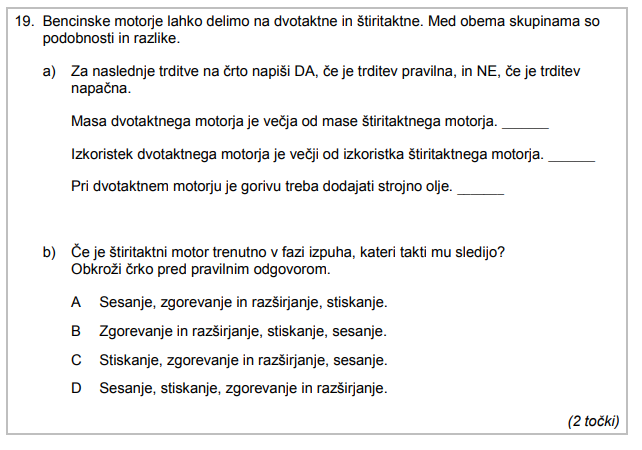 19. Bencinske motorje lahko delimo na dvotaktne in štiritaktne. Med obema skupinama so
podobnosti in razlike.
a) Za naslednje trditve na črto napiši DA, če je trditev pravilna, in NE, če je trditev
napačna.
Masa dvotaktnega motorja je večja od mase štiritaktnega motorja. ______
Izkoristek dvotaktnega motorja je večji od izkoristka štiritaktnega motorja. ______
Pri dvotaktnem motorju je gorivu treba dodajati strojno olje. ______
b) Če je štiritaktni motor trenutno v fazi izpuha, kateri takti mu sledijo?
Obkroži črko pred pravilnim odgovorom.
A Sesanje, zgorevanje in razširjanje, stiskanje.
B Zgorevanje in razširjanje, stiskanje, sesanje.
C Stiskanje, zgorevanje in razširjanje, sesanje.
D Sesanje, stiskanje, zgorevanje in razširjanje.
(2 točki)